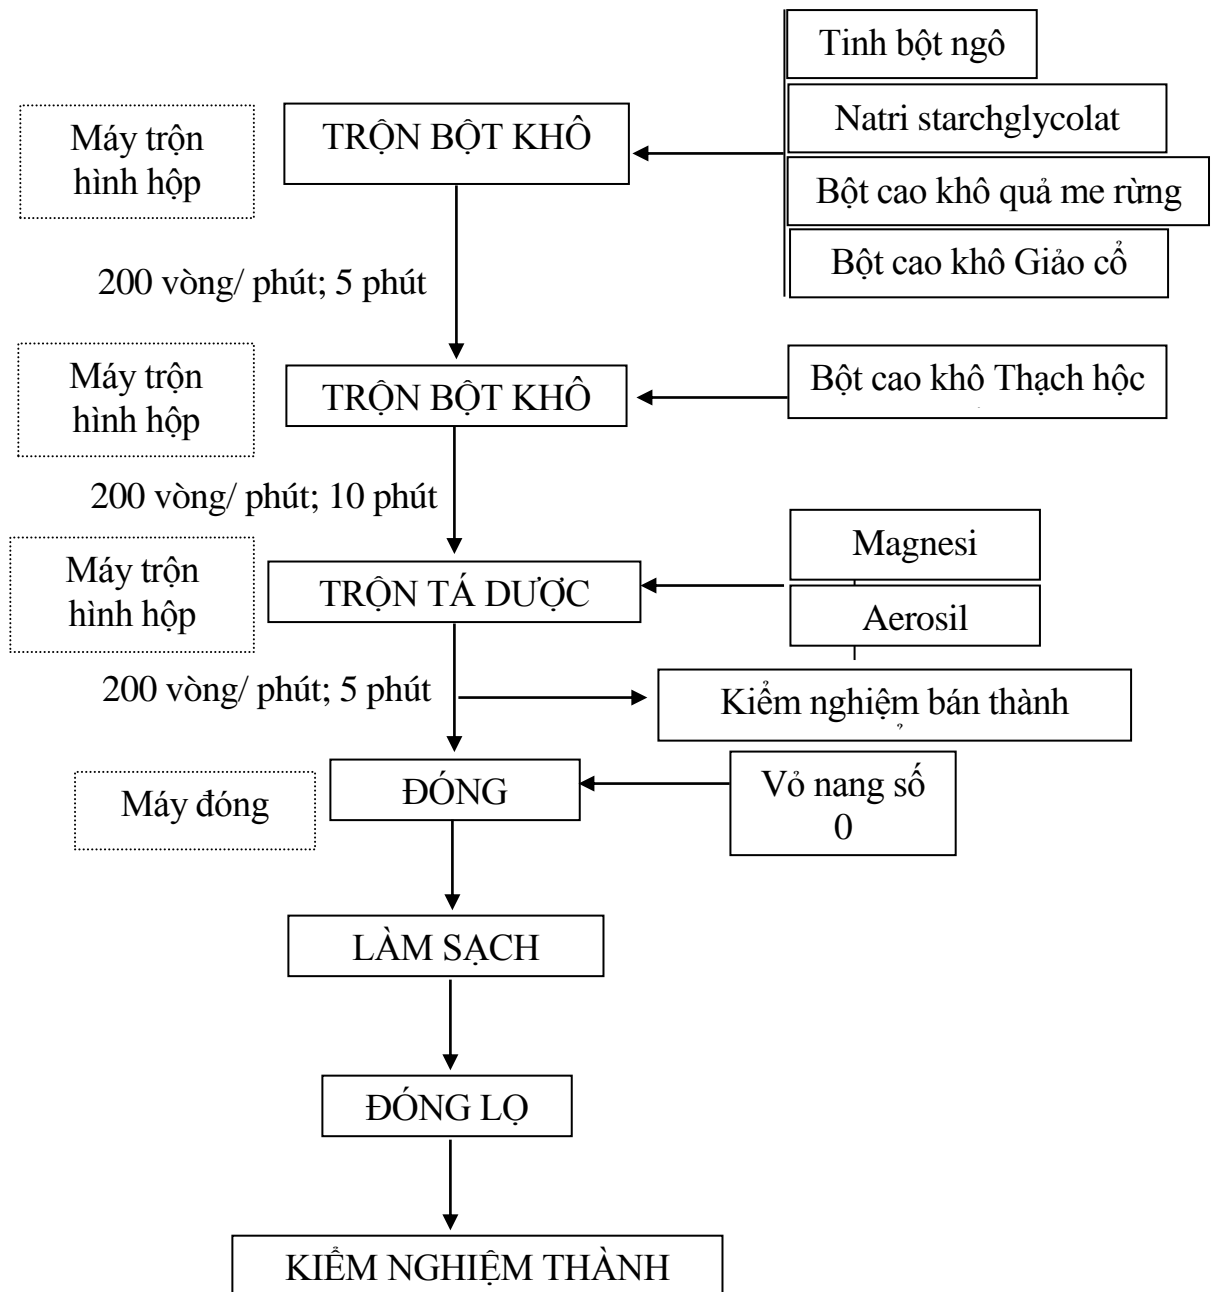 Tinh bột ngô
Natri starchglycolat
Bột cao khô quả me rừng
Bột cao khô Giảo cổ
Máy trộn
hình hộp
TRỘN BỘT KHÔ
200 vòng/ phút; 5 phút
Máy trộn
hình hộp
TRỘN BỘT KHÔ
Bột cao khô Thạch hộc
200 vòng/ phút; 10 phút
Máy trộn
hình hộp
TRỘN TÁ DƯỢC
Magnesi
Aerosil
200 vòng/ phút; 5 phút
Kiểm nghiệm bán thành
Máy đóng
ĐÓNG
Vỏ nang số
0
LÀM SẠCH
ĐÓNG LỌ
KIỂM NGHIỆM THÀNH